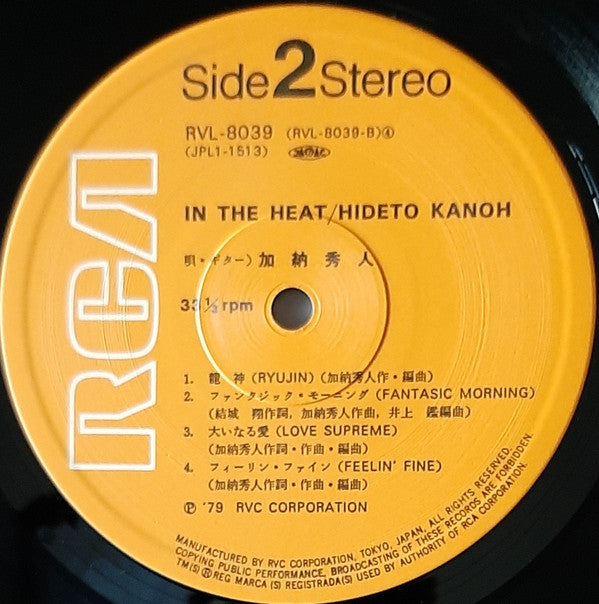 Side 2 Stereo
RVL-8039 (RVL-8039-B)④
(JPL1-1513)
RCA
IN THE HEAT/HIDETO KANOH
唄・ギター) 加納秀人
33⅓rpm
1. 龍神 (RYUJIN) (加納秀人作・編曲)
2. ファンタジック・モーニング (FANTASIC MORNING)
(結城 翔作詞, 加納秀人作曲, 井上 鑑編曲)
3. 大いなる愛 (LOVE SUPREME)
(加納秀人作詞・作曲・編曲)
4. フィーリン・ファイン (FEELIN' FINE)
(加納秀人作詞・作曲・編曲)
Ⓟ '79 RVC CORPORATION
MANUFACTURED BY RVC CORPORATION, TOKYO, JAPAN, ALL RIGHTS RESERVED.
COPYING PUBLIC PERFORMANCE, BROADCASTING OF THESE RECORDS ARE FORBIDDEN.
TM(S) ® REG MARCA (S) REGISTRADA(S) USED BY AUTHORITY OF RCA CORPORATION.